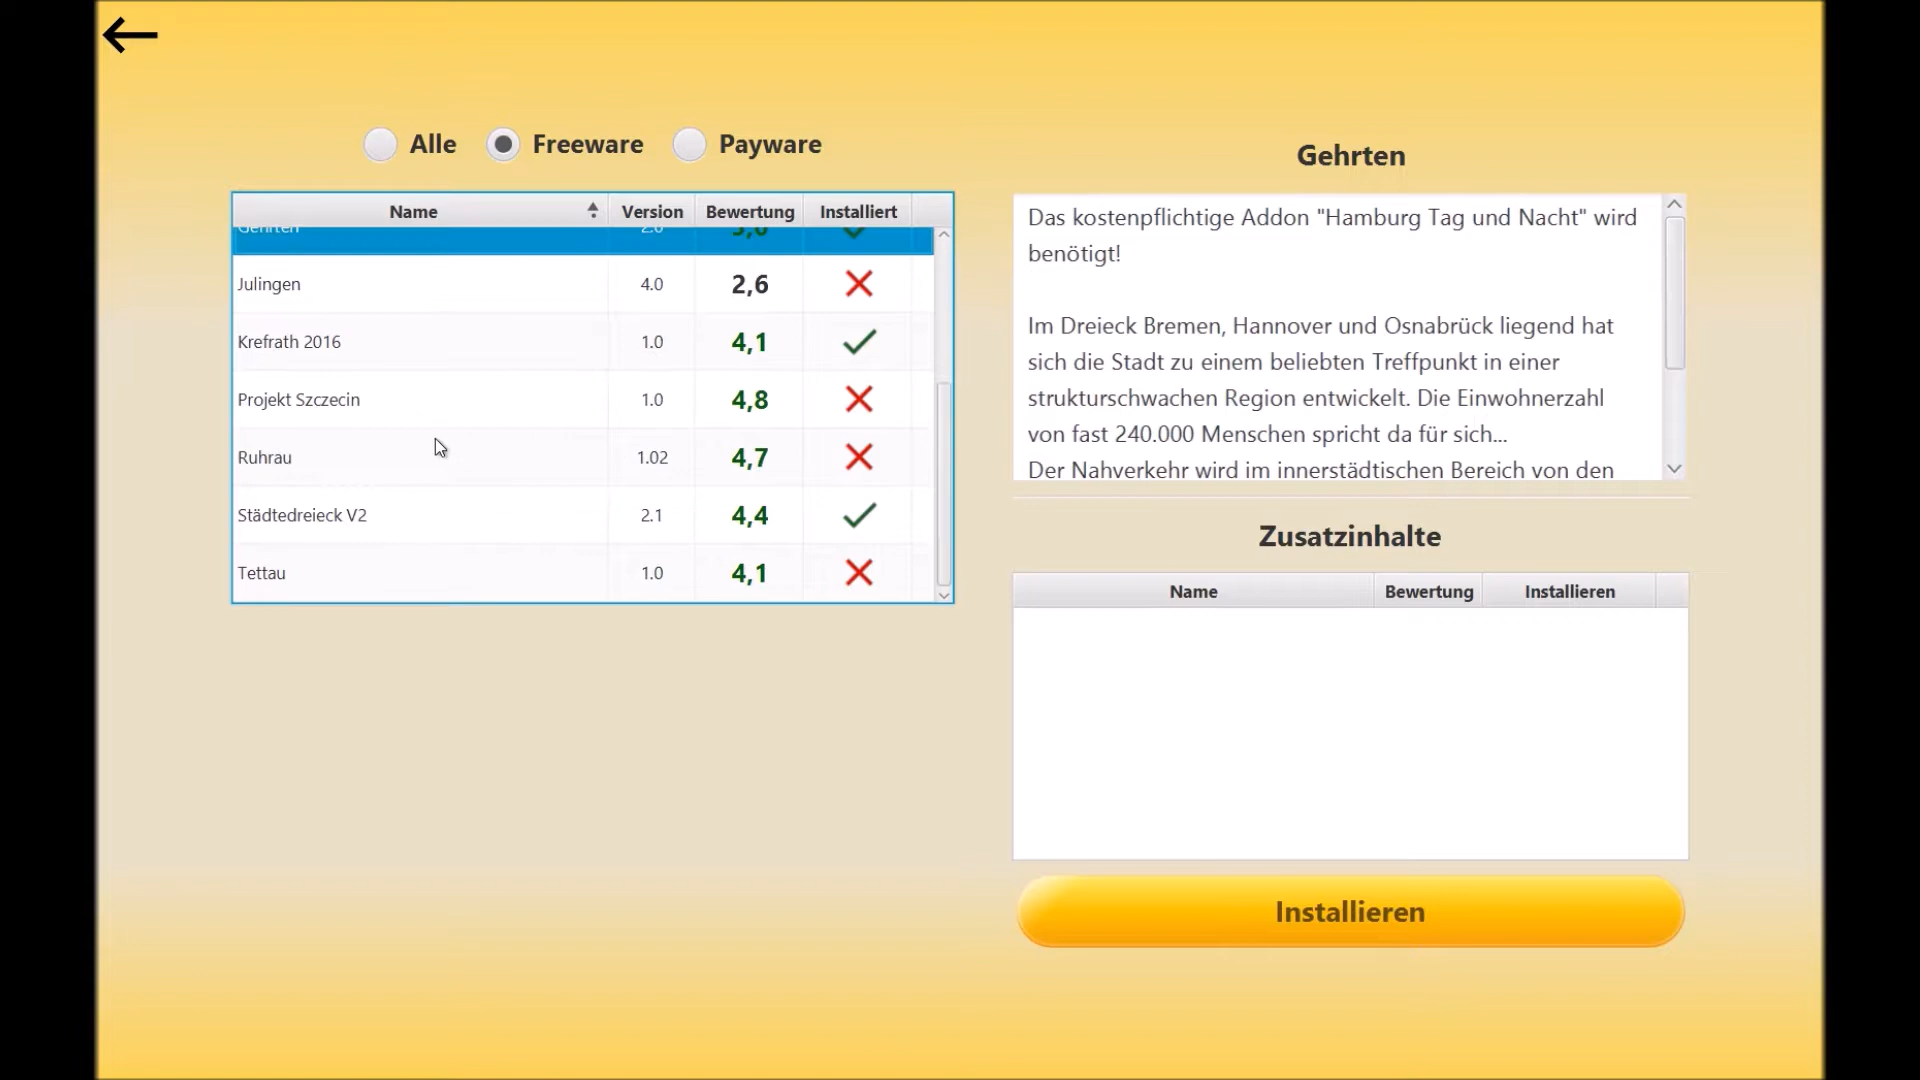 Alle Freeware Payware
Name Version Bewertung Installiert
Gehrten 2.0
Julingen 4.0 2,6
Krefrath 2016 1.0 4,1
Projekt Szczecin 1.0 4,8
Ruhrau 1.02 4,7
Städtedreieck V2 2.1 4,4
Tettau 1.0 4,1
Gehrten
Das kostenpflichtige Addon "Hamburg Tag und Nacht" wird
benötigt!
Im Dreieck Bremen, Hannover und Osnabrück liegend hat
sich die Stadt zu einem beliebten Treffpunkt in einer
strukturschwachen Region entwickelt. Die Einwohnerzahl
von fast 240.000 Menschen spricht da für sich...
Der Nahverkehr wird im innerstädtischen Bereich von den
Zusatzinhalte
Name Bewertung Installieren
Installieren